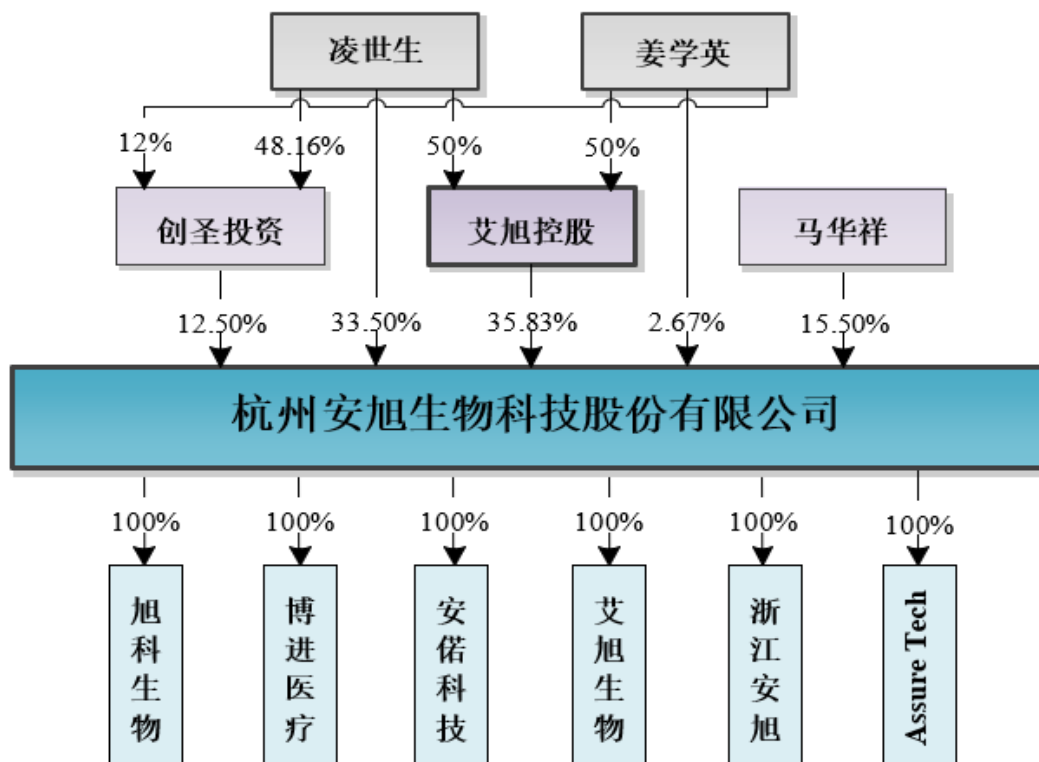 凌世生
姜学英
12%
48.16%
50%
50%
创圣投资
艾旭控股
马华祥
12.50%
33.50%
35.83%
2.67%
15.50%
杭州安旭生物科技股份有限公司
100%
100%
100%
100%
100%
100%
旭科生物
博进医疗
安偌科技
艾旭生物
浙江安旭
Assure Tech